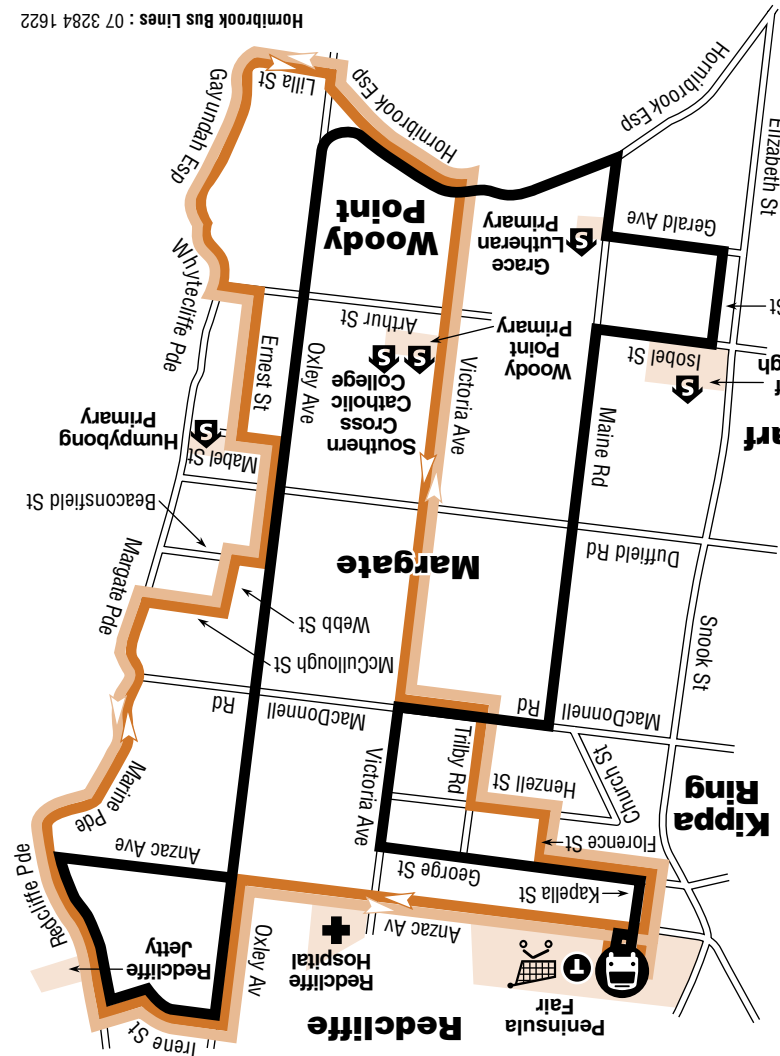 Irene St
Redcliffe
Peninsula
Fair
T
Redcliffe
Hospital
Oxley Av
Redcliffe
Jetty
Redcliffe Pde
Anzac Av
Kapella St
George St
Anzac Ave
Florence St
Kippa
Ring
Church St
Henzell St
Trilby Rd
Victoria Ave
Marine Pde
MacDonnell
Rd
MacDonnell
Rd
McCullough St
Webb St
Snook St
Margate Pde
Margate
Duffield Rd
Beaconsfield St
Mabel St
Humpybong
Primary
S
arf
f
gh
S
Isobel St
Maine Rd
Victoria Ave
Woody
Point
Primary
Southern
Cross
Catholic
College
S
S
Arthur St
Oxley Ave
Ernest St
Whytecliffe Pde
St
Gerald Ave
Grace
Lutheran
Primary
S
Woody
Point
Elizabeth St
Hornibrook Esp
Hornibrook Esp
Gayundah Esp
Lilla St
Hornibrook Bus Lines : 07 3284 1622